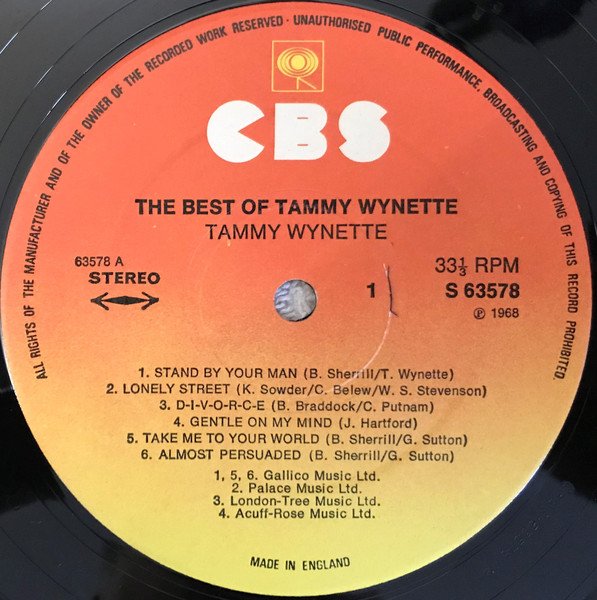 ALL RIGHTS OF THE MANUFACTURER AND OF THE OWNER OF THE RECORDED WORK RESERVED · UNAUTHORISED PUBLIC PERFORMANCE, BROADCASTING AND COPYING OF THIS RECORD PROHIBITED.
CBS
THE BEST OF TAMMY WYNETTE
TAMMY WYNETTE
63578 A
STEREO
1
33⅓ RPM
S 63578
℗ 1968
1. STAND BY YOUR MAN (B. Sherrill/T. Wynette)
2. LONELY STREET (K. Sowder/C. Belew/W. S. Stevenson)
3. D-I-V-O-R-C-E (B. Braddock/C. Putnam)
4. GENTLE ON MY MIND (J. Hartford)
5. TAKE ME TO YOUR WORLD (B. Sherrill/G. Sutton)
6. ALMOST PERSUADED (B. Sherrill/G. Sutton)
1, 5, 6. Gallico Music Ltd.
2. Palace Music Ltd.
3. London-Tree Music Ltd.
4. Acuff-Rose Music Ltd.
MADE IN ENGLAND